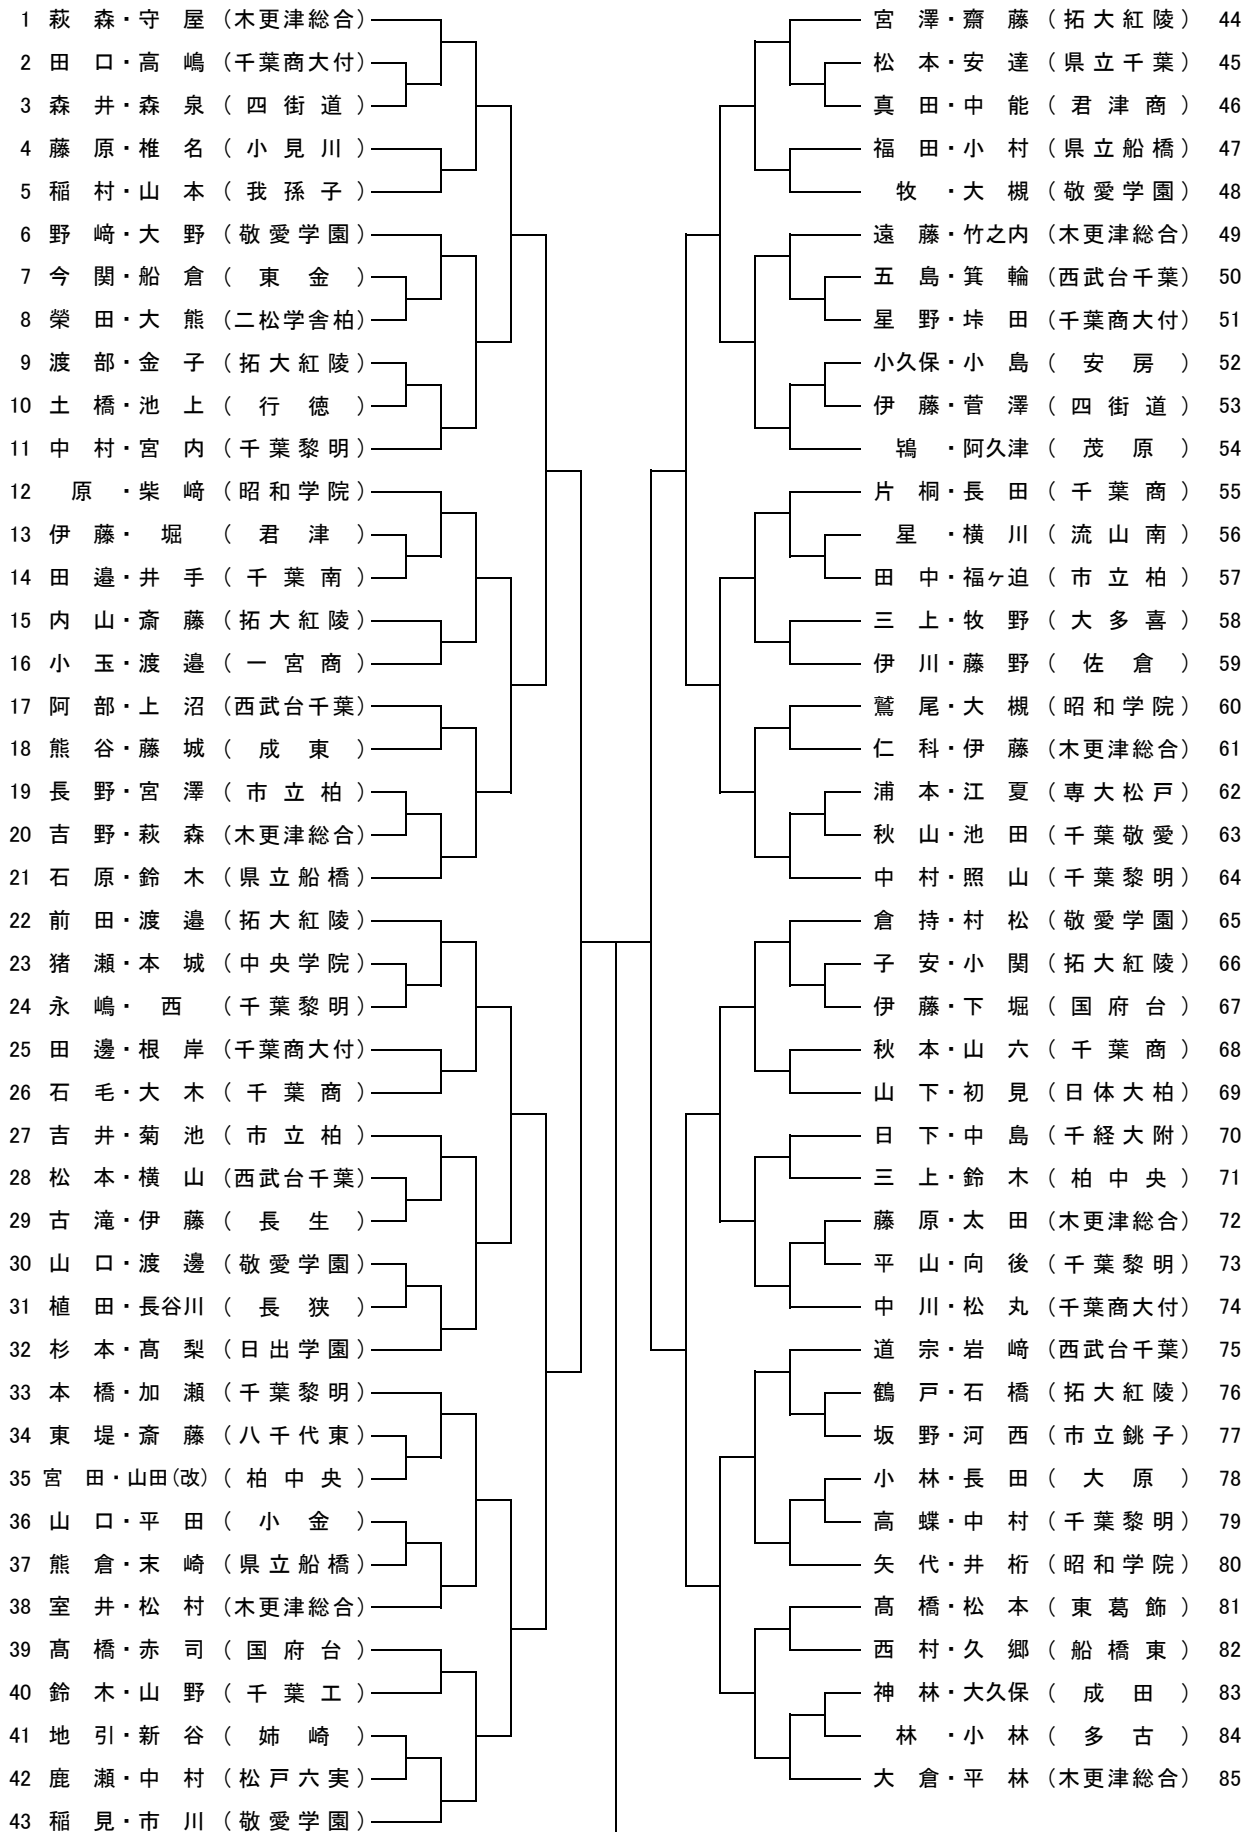 1 萩 森・守 屋 (木更津総合)
2 田 口・高 嶋 (千葉商大付)
3 森 井・森 泉 (四 街 道)
4 藤 原・椎 名 (小 見 川)
5 稲 村・山 本 (我 孫 子)
6 野 﨑・大 野 (敬愛学園)
7 今 関・船 倉 (東 金)
8 榮 田・大 熊 (二松学舎柏)
9 渡 部・金 子 (拓大紅陵)
10 土 橋・池 上 (行 徳)
11 中 村・宮 内 (千葉黎明)
12 原 ・柴 﨑 (昭和学院)
13 伊 藤・ 堀 (君 津)
14 田 邉・井 手 (千 葉 南)
15 内 山・斎 藤 (拓大紅陵)
16 小 玉・渡 邉 (一 宮 商)
17 阿 部・上 沼 (西武台千葉)
18 熊 谷・藤 城 (成 東)
19 長 野・宮 澤 (市 立 柏)
20 吉 野・萩 森 (木更津総合)
21 石 原・鈴 木 (県立船橋)
22 前 田・渡 邉 (拓大紅陵)
23 猪 瀬・本 城 (中央学院)
24 永 嶋・ 西 (千葉黎明)
25 田 邊・根 岸 (千葉商大付)
26 石 毛・大 木 (千 葉 商)
27 吉 井・菊 池 (市 立 柏)
28 松 本・横 山 (西武台千葉)
29 古 滝・伊 藤 (長 生)
30 山 口・渡 邊 (敬愛学園)
31 植 田・長谷川 (長 狭)
32 杉 本・髙 梨 (日出学園)
33 本 橋・加 瀬 (千葉黎明)
34 東 堤・斎 藤 (八千代東)
35 宮 田・山田(改) (柏 中 央)
36 山 口・平 田 (小 金)
37 熊 倉・末 崎 (県立船橋)
38 室 井・松 村 (木更津総合)
39 髙 橋・赤 司 (国 府 台)
40 鈴 木・山 野 (千 葉 工)
41 地 引・新 谷 (姉 崎)
42 鹿 瀬・中 村 (松戸六実)
43 稲 見・市 川 (敬愛学園)
宮 澤・齋 藤 (拓大紅陵) 44
松 本・安 達 (県立千葉) 45
真 田・中 能 (君 津 商) 46
福 田・小 村 (県立船橋) 47
牧 ・大 槻 (敬愛学園) 48
遠 藤・竹之内 (木更津総合) 49
五 島・箕 輪 (西武台千葉) 50
星 野・垰 田 (千葉商大付) 51
小久保・小 島 (安 房) 52
伊 藤・菅 澤 (四 街 道) 53
鴇 ・阿久津 (茂 原) 54
片 桐・長 田 (千 葉 商) 55
星 ・横 川 (流 山 南) 56
田 中・福ヶ迫 (市 立 柏) 57
三 上・牧 野 (大 多 喜) 58
伊 川・藤 野 (佐 倉) 59
鷲 尾・大 槻 (昭和学院) 60
仁 科・伊 藤 (木更津総合) 61
浦 本・江 夏 (専大松戸) 62
秋 山・池 田 (千葉敬愛) 63
中 村・照 山 (千葉黎明) 64
倉 持・村 松 (敬愛学園) 65
子 安・小 関 (拓大紅陵) 66
伊 藤・下 堀 (国 府 台) 67
秋 本・山 六 (千 葉 商) 68
山 下・初 見 (日体大柏) 69
日 下・中 島 (千経大附) 70
三 上・鈴 木 (柏 中 央) 71
藤 原・太 田 (木更津総合) 72
平 山・向 後 (千葉黎明) 73
中 川・松 丸 (千葉商大付) 74
道 宗・岩 﨑 (西武台千葉) 75
鶴 戸・石 橋 (拓大紅陵) 76
坂 野・河 西 (市立銚子) 77
小 林・長 田 (大 原) 78
高 蝶・中 村 (千葉黎明) 79
矢 代・井 桁 (昭和学院) 80
髙 橋・松 本 (東 葛 飾) 81
西 村・久 郷 (船 橋 東) 82
神 林・大久保 (成 田) 83
林 ・小 林 (多 古) 84
大 倉・平 林 (木更津総合) 85